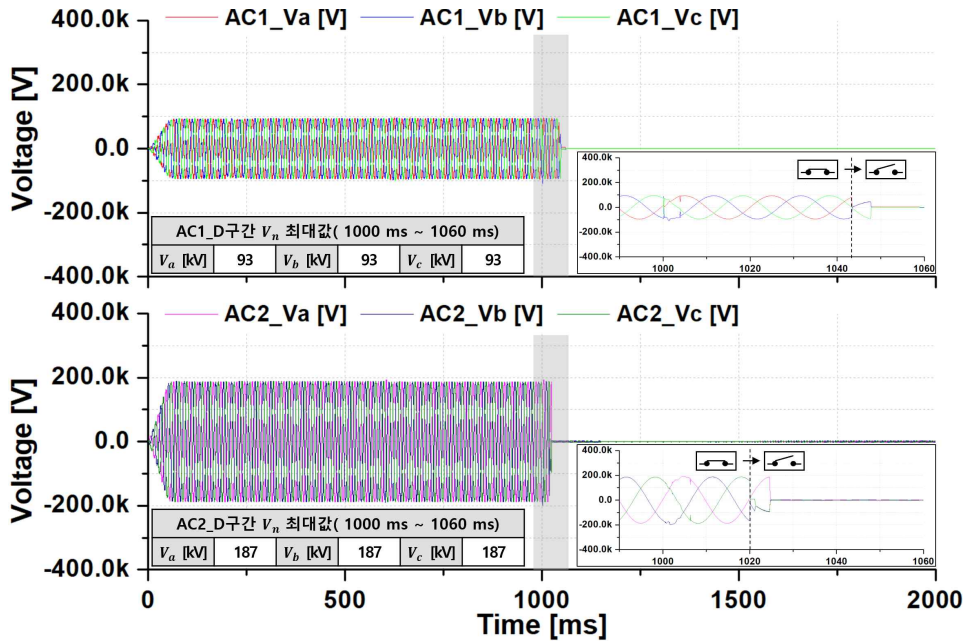 AC1_Va [V] AC1_Vb [V] AC1_Vc [V]
400.0k
200.0k
0.0
-200.0k
-400.0k
Voltage [V]
AC1_D구간 Vn 최대값( 1000 ms ~ 1060 ms)
Va [kV] 93 Vb [kV] 93 Vc [kV] 93
400.0k
200.0k
0.0
-200.0k
-400.0k
1000 1020 1040 1060
AC2_Va [V] AC2_Vb [V] AC2_Vc [V]
400.0k
200.0k
0.0
-200.0k
-400.0k
Voltage [V]
AC2_D구간 Vn 최대값( 1000 ms ~ 1060 ms)
Va [kV] 187 Vb [kV] 187 Vc [kV] 187
400.0k
200.0k
0.0
-200.0k
-400.0k
1000 1020 1040 1060
0 500 1000 1500 2000
Time [ms]